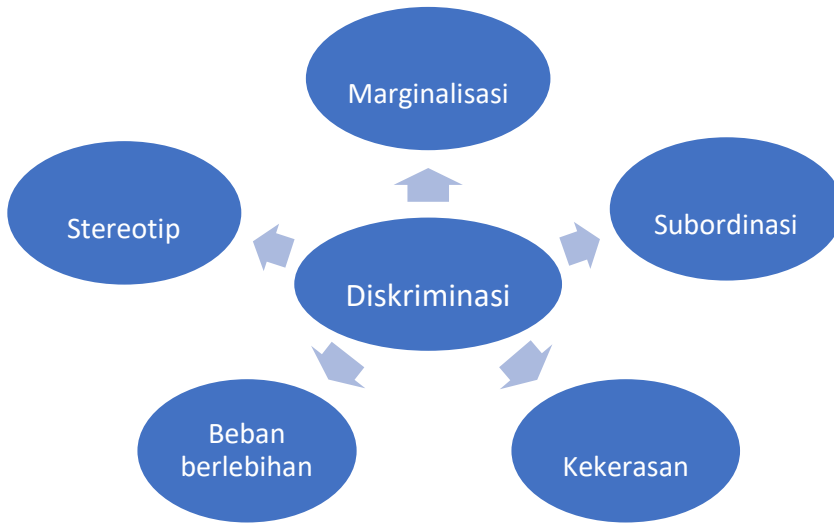 Marginalisasi
Stereotip
Subordinasi
Diskriminasi
Beban
berlebihan
Kekerasan